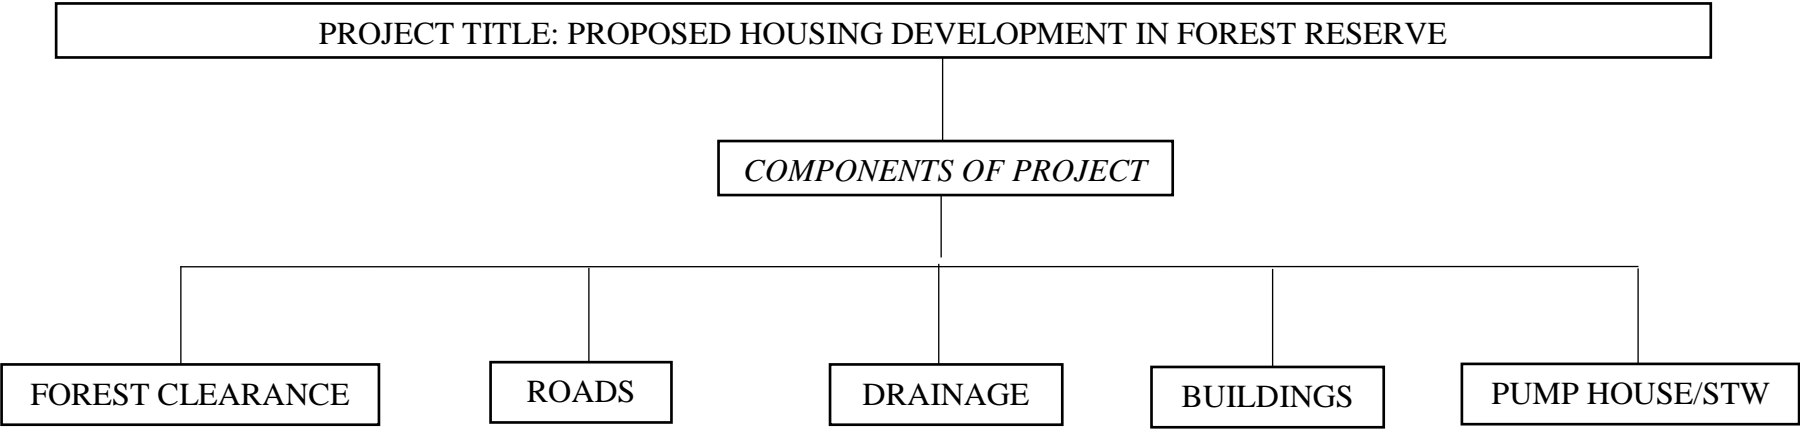 PROJECT TITLE: PROPOSED HOUSING DEVELOPMENT IN FOREST RESERVE
COMPONENTS OF PROJECT
FOREST CLEARANCE
ROADS
DRAINAGE
BUILDINGS
PUMP HOUSE/STW